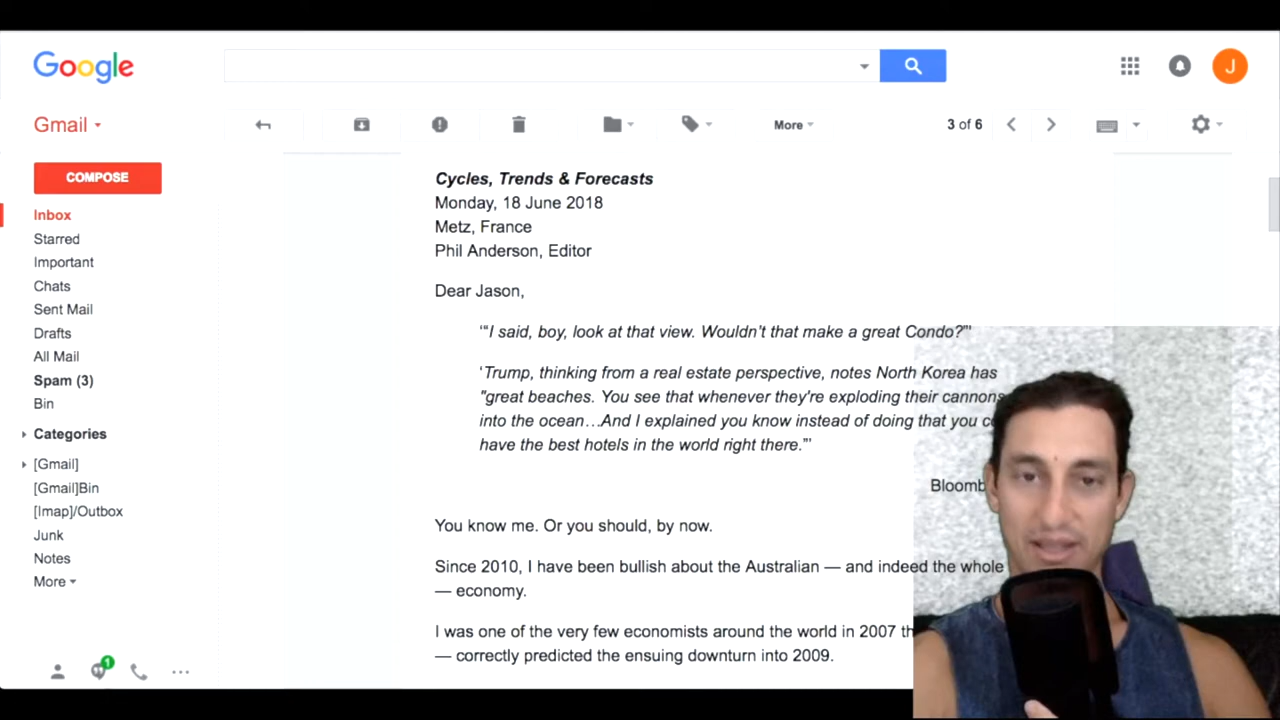 Google
J
Gmail
More
3 of 6
COMPOSE
Inbox
Starred
Important
Chats
Sent Mail
Drafts
All Mail
Spam (3)
Bin
Categories
[Gmail]
[Gmail]Bin
[Imap]/Outbox
Junk
Notes
More
1
Cycles, Trends & Forecasts
Monday, 18 June 2018
Metz, France
Phil Anderson, Editor
Dear Jason,
‘“I said, boy, look at that view. Wouldn’t that make a great Condo?”’
‘Trump, thinking from a real estate perspective, notes North Korea has
"great beaches. You see that whenever they're exploding their cannons
into the ocean…And I explained you know instead of doing that you
have the best hotels in the world right there.”’
You know me. Or you should, by now.
Since 2010, I have been bullish about the Australian — and indeed the whole
— economy.
I was one of the very few economists around the world in 2007
— correctly predicted the ensuing downturn into 2009.